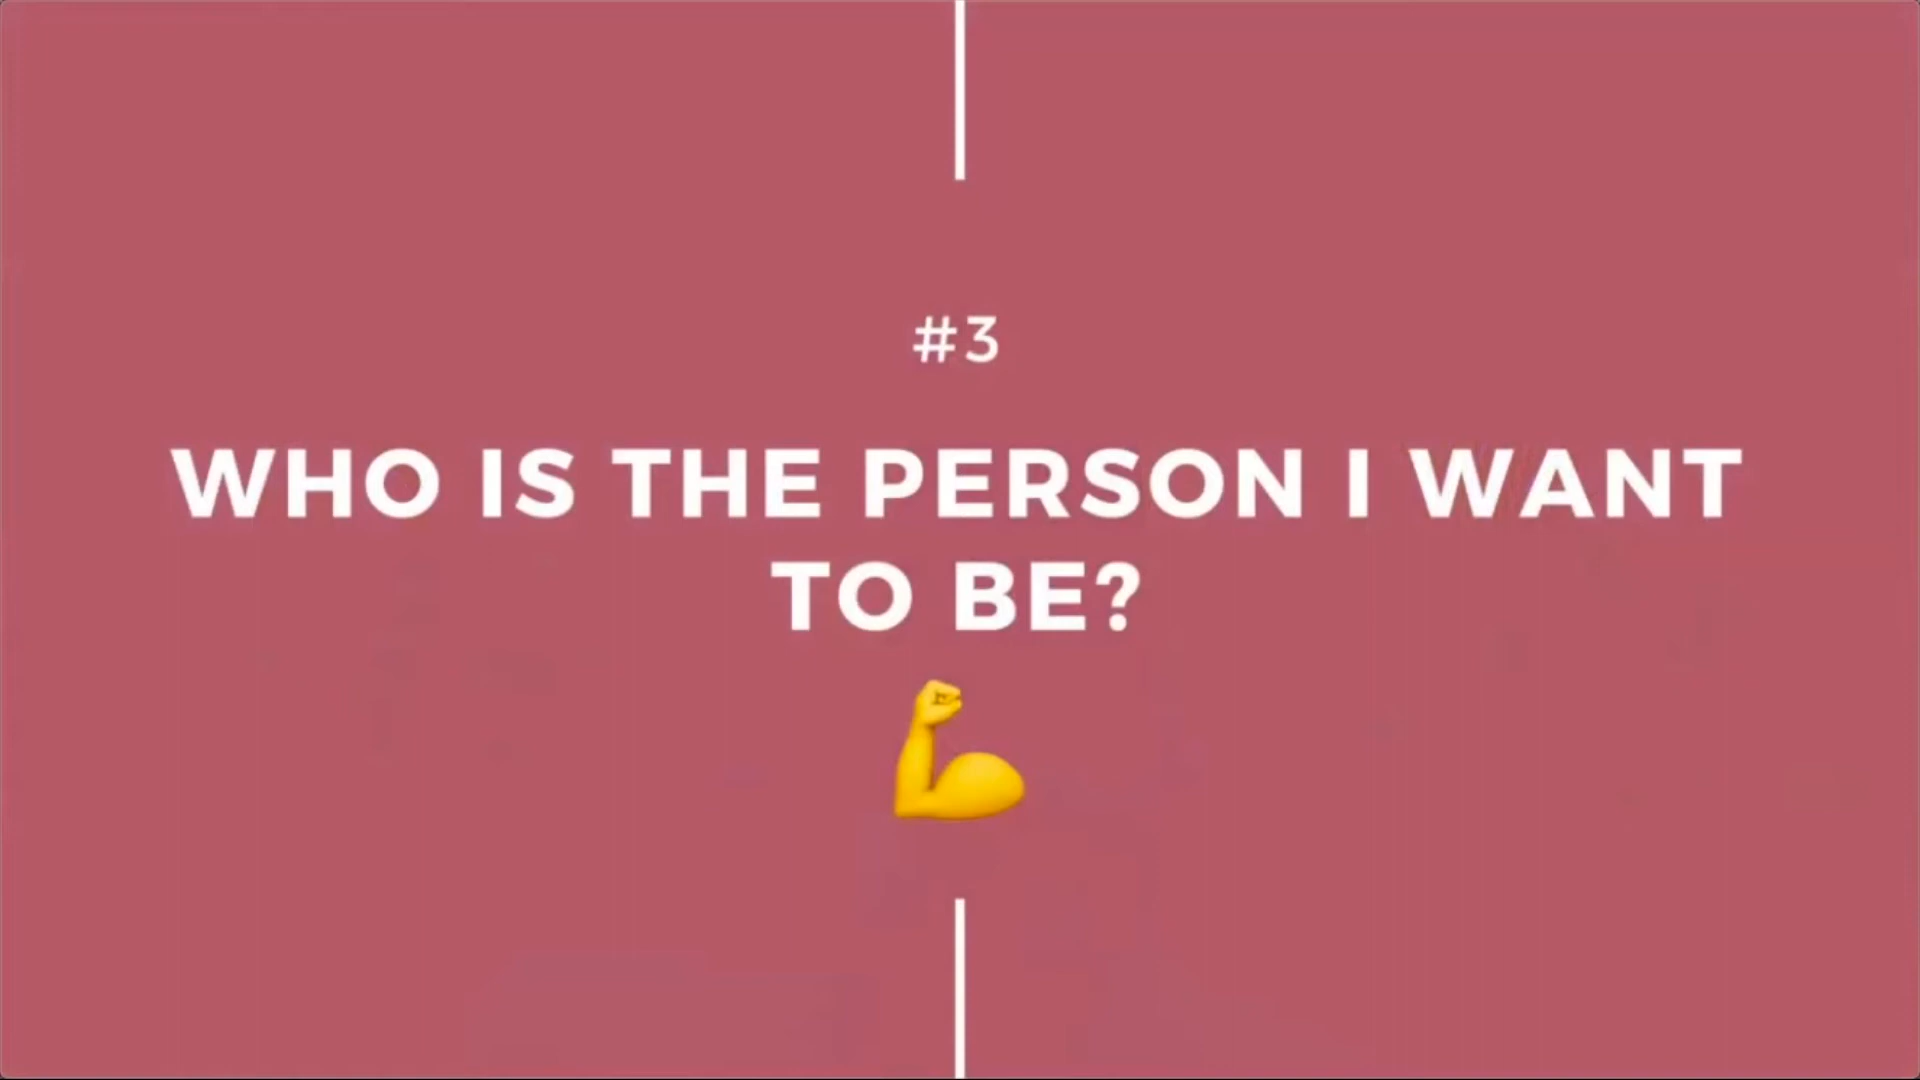 #3
WHO IS THE PERSON I WANT
TO BE?